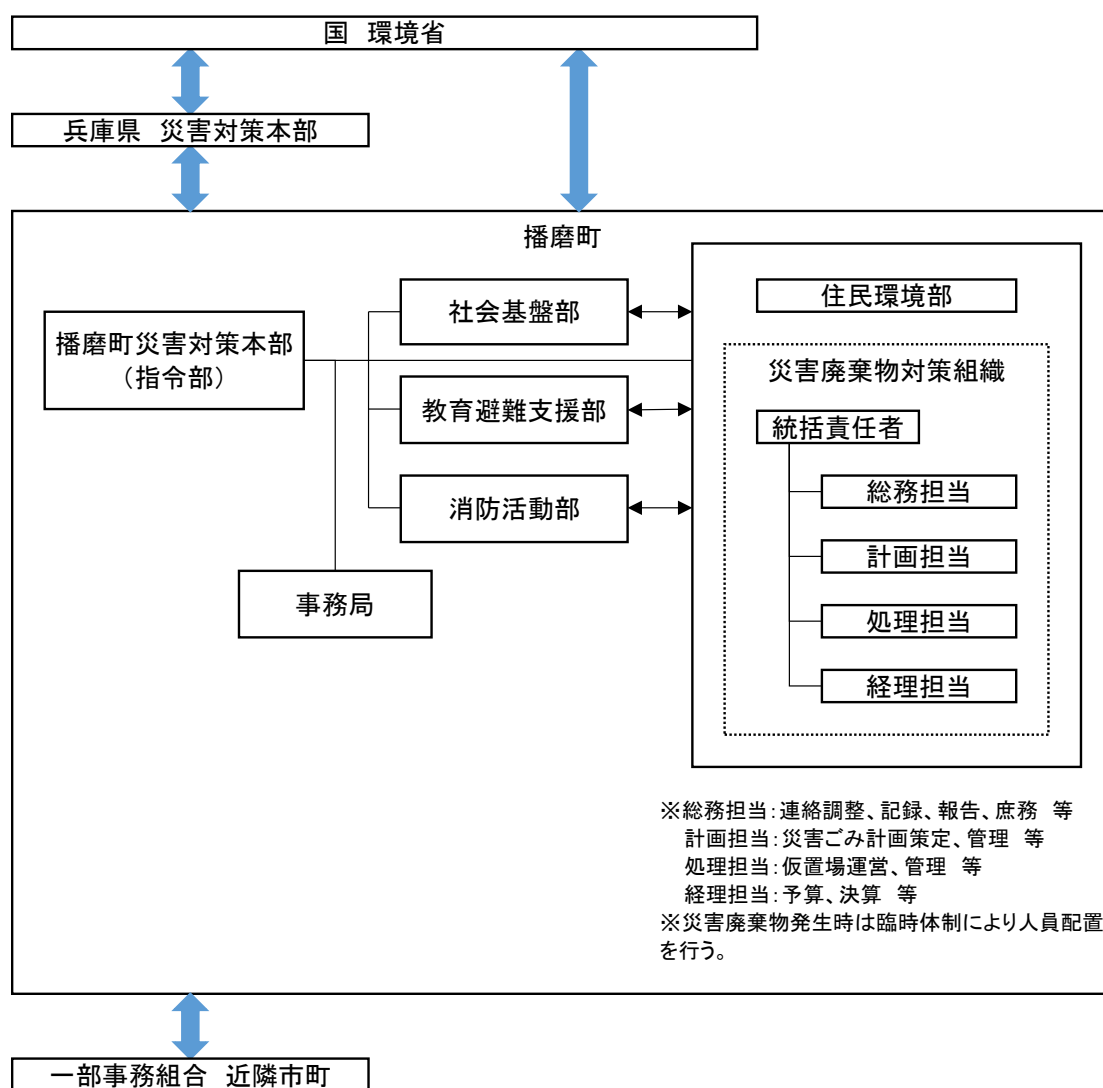 国　環境省
兵庫県　災害対策本部
播磨町
播磨町災害対策本部
（指令部）
社会基盤部
教育避難支援部
消防活動部
事務局
住民環境部
災害廃棄物対策組織
統括責任者
総務担当
計画担当
処理担当
経理担当
※総務担当：連絡調整、記録、報告、庶務　等
計画担当：災害ごみ計画策定、管理　等
処理担当：仮置場運営、管理　等
経理担当：予算、決算　等
※災害廃棄物発生時は臨時体制により人員配置
を行う。
一部事務組合　近隣市町